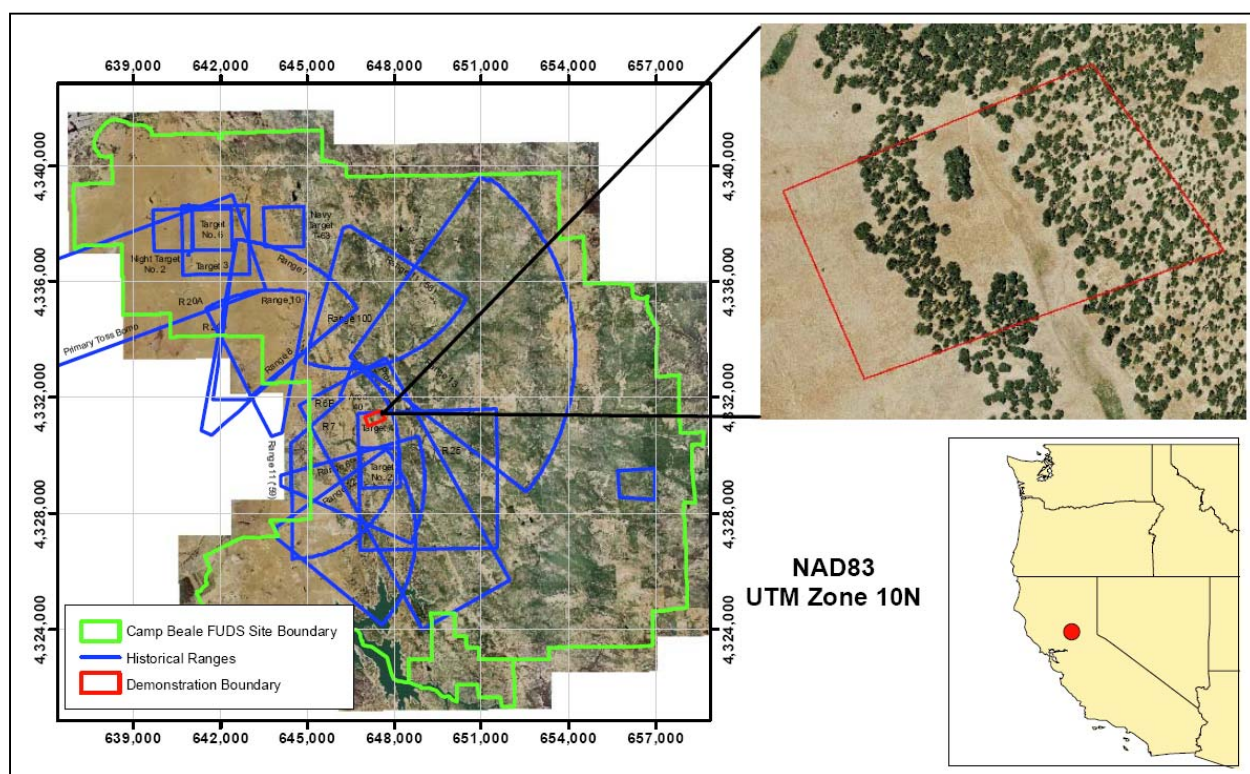 639,000 642,000 645,000 648,000 651,000 654,000 657,000
4,340,000
4,340,000
4,336,000
4,336,000
4,332,000
4,332,000
4,328,000
4,328,000
4,324,000
4,324,000
Target
No. 6
Navy
Target
Night Target
No. 2
Target 3
Range 7
R 20A
Range 10
Range 100
Primary Toss Bomb
Range 8
R 7
Target 4
R 25
Target
No. 2
Range 11 ('59)
Camp Beale FUDS Site Boundary
Historical Ranges
Demonstration Boundary
639,000 642,000 645,000 648,000 651,000 654,000 657,000
NAD83
UTM Zone 10N